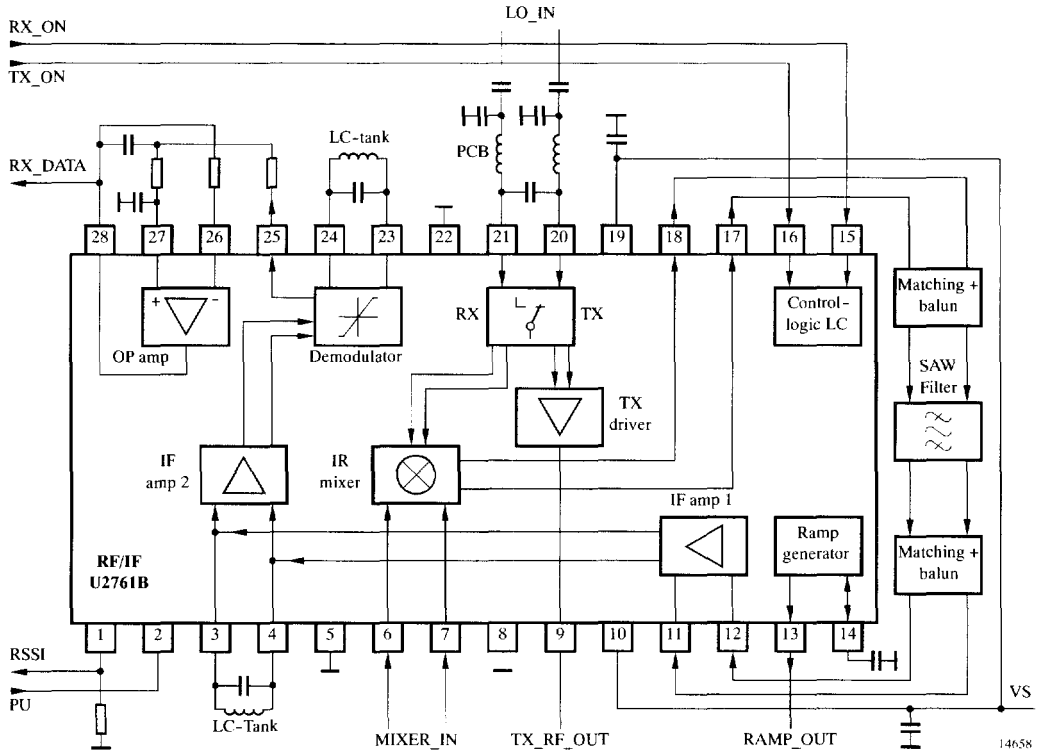 RX_ON
LO_IN
TX_ON
LC-tank
RX_DATA
PCB
28 27 26 25 24 23 22 21 20 19 18 17 16 15
+ −
OP amp
Demodulator
RX
TX
Control-
logic LC
Matching +
balun
SAW
Filter
TX
driver
IF
amp 2
IR
mixer
IF amp 1
Ramp
generator
Matching +
balun
RF/IF
U2761B
1 2 3 4 5 6 7 8 9 10 11 12 13 14
RSSI
PU
LC-Tank
MIXER_IN
TX_RF_OUT
RAMP_OUT
VS
14658